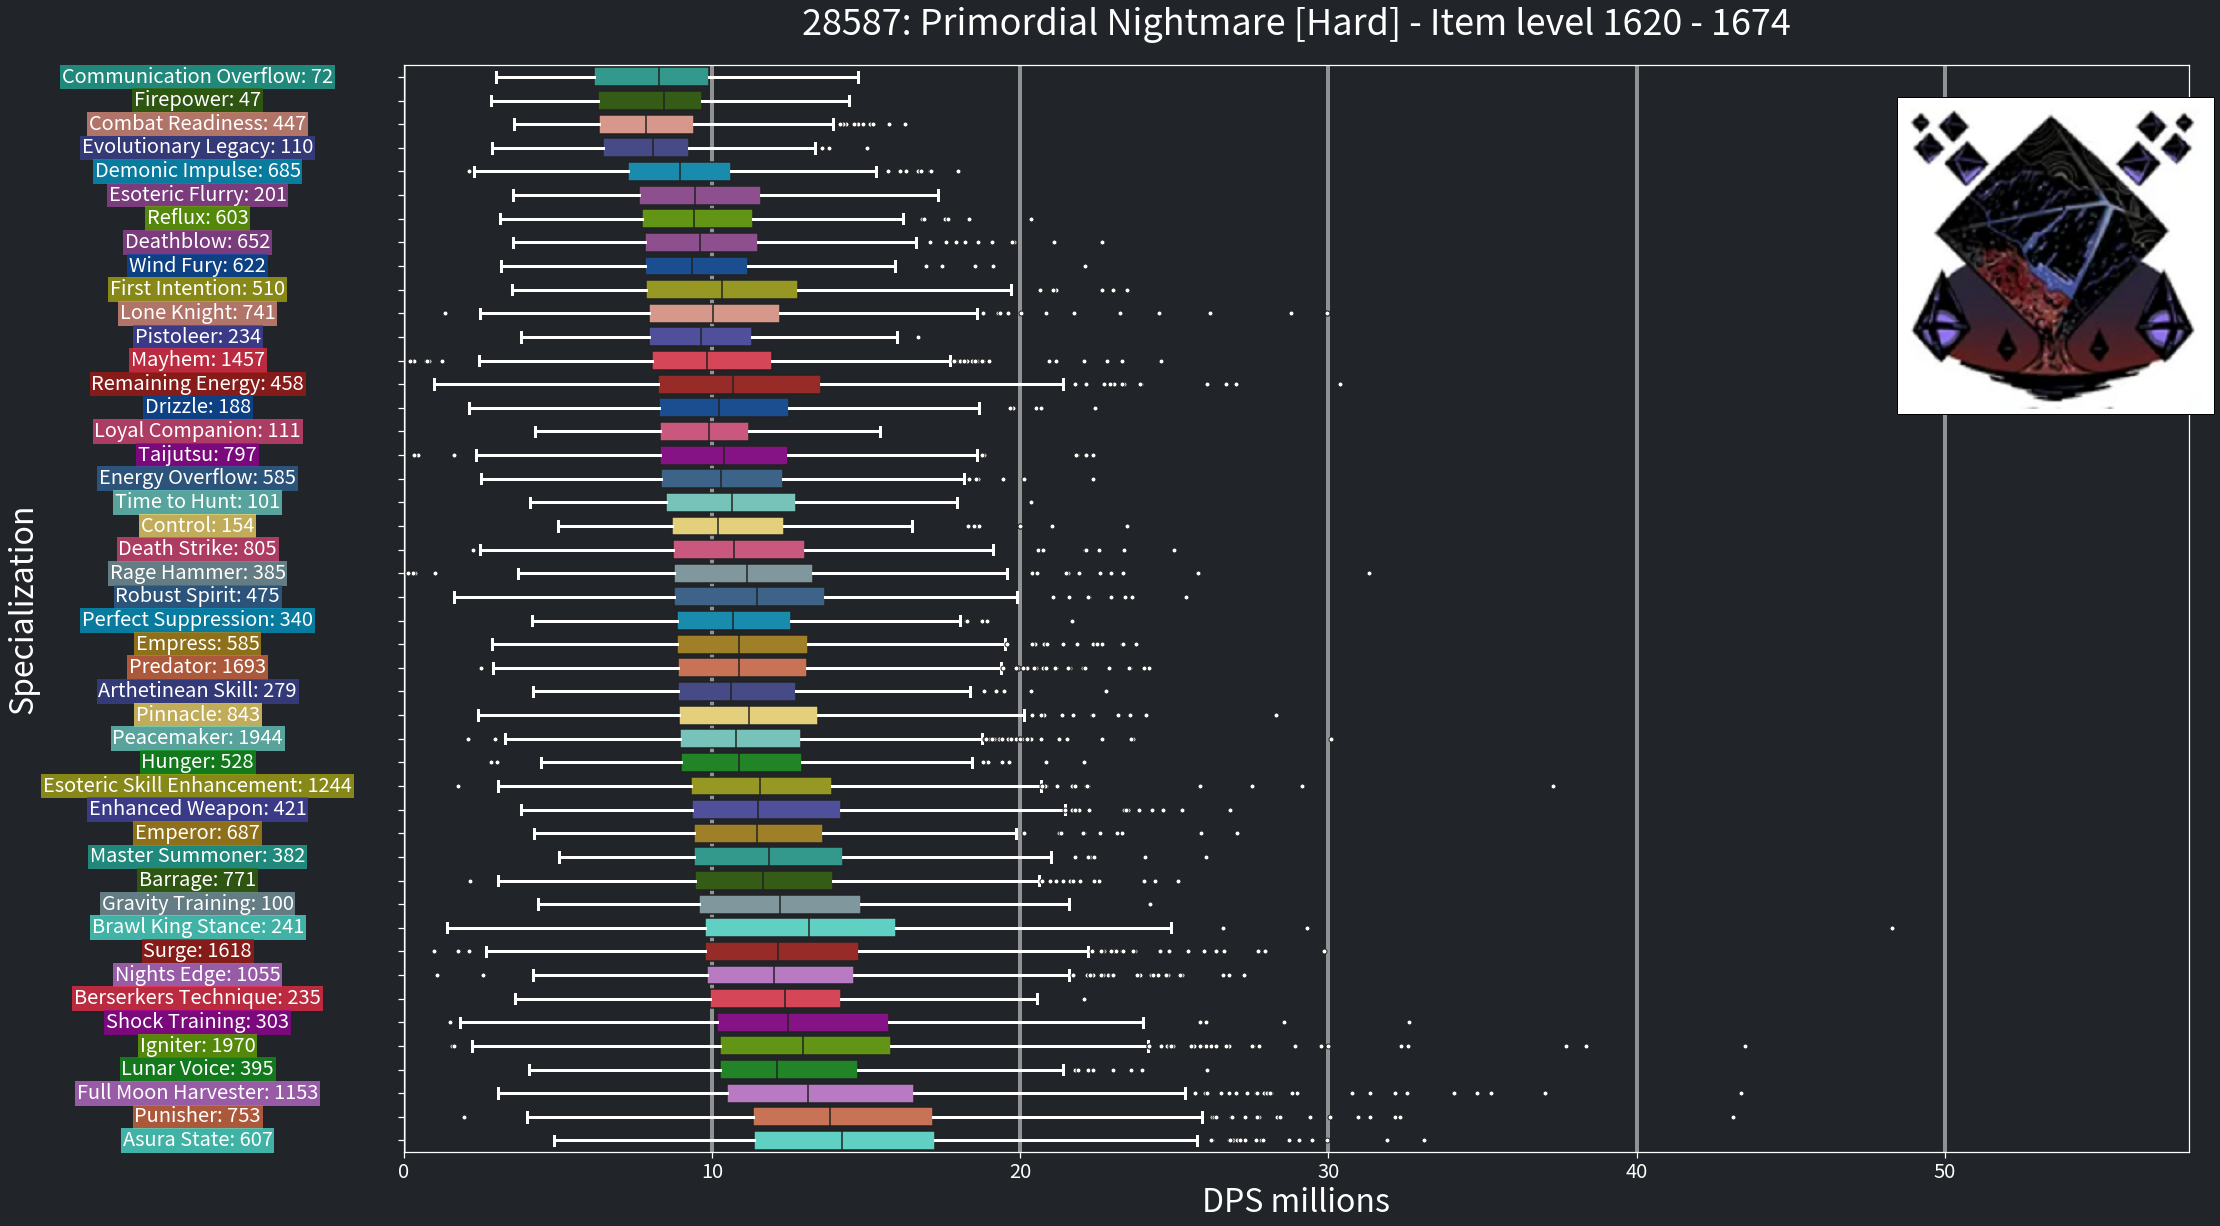 28587: Primordial Nightmare [Hard] - Item level 1620 - 1674
Communication Overflow: 72
Firepower: 47
Combat Readiness: 447
Evolutionary Legacy: 110
Demonic Impulse: 685
Esoteric Flurry: 201
Reflux: 603
Deathblow: 652
Wind Fury: 622
First Intention: 510
Lone Knight: 741
Pistoleer: 234
Mayhem: 1457
Remaining Energy: 458
Drizzle: 188
Loyal Companion: 111
Taijutsu: 797
Energy Overflow: 585
Time to Hunt: 101
Control: 154
Death Strike: 805
Rage Hammer: 385
Robust Spirit: 475
Perfect Suppression: 340
Empress: 585
Predator: 1693
Arthetinean Skill: 279
Pinnacle: 843
Peacemaker: 1944
Hunger: 528
Esoteric Skill Enhancement: 1244
Enhanced Weapon: 421
Emperor: 687
Master Summoner: 382
Barrage: 771
Gravity Training: 100
Brawl King Stance: 241
Surge: 1618
Nights Edge: 1055
Berserkers Technique: 235
Shock Training: 303
Igniter: 1970
Lunar Voice: 395
Full Moon Harvester: 1153
Punisher: 753
Asura State: 607
Specialization
0 10 20 30 40 50
DPS millions